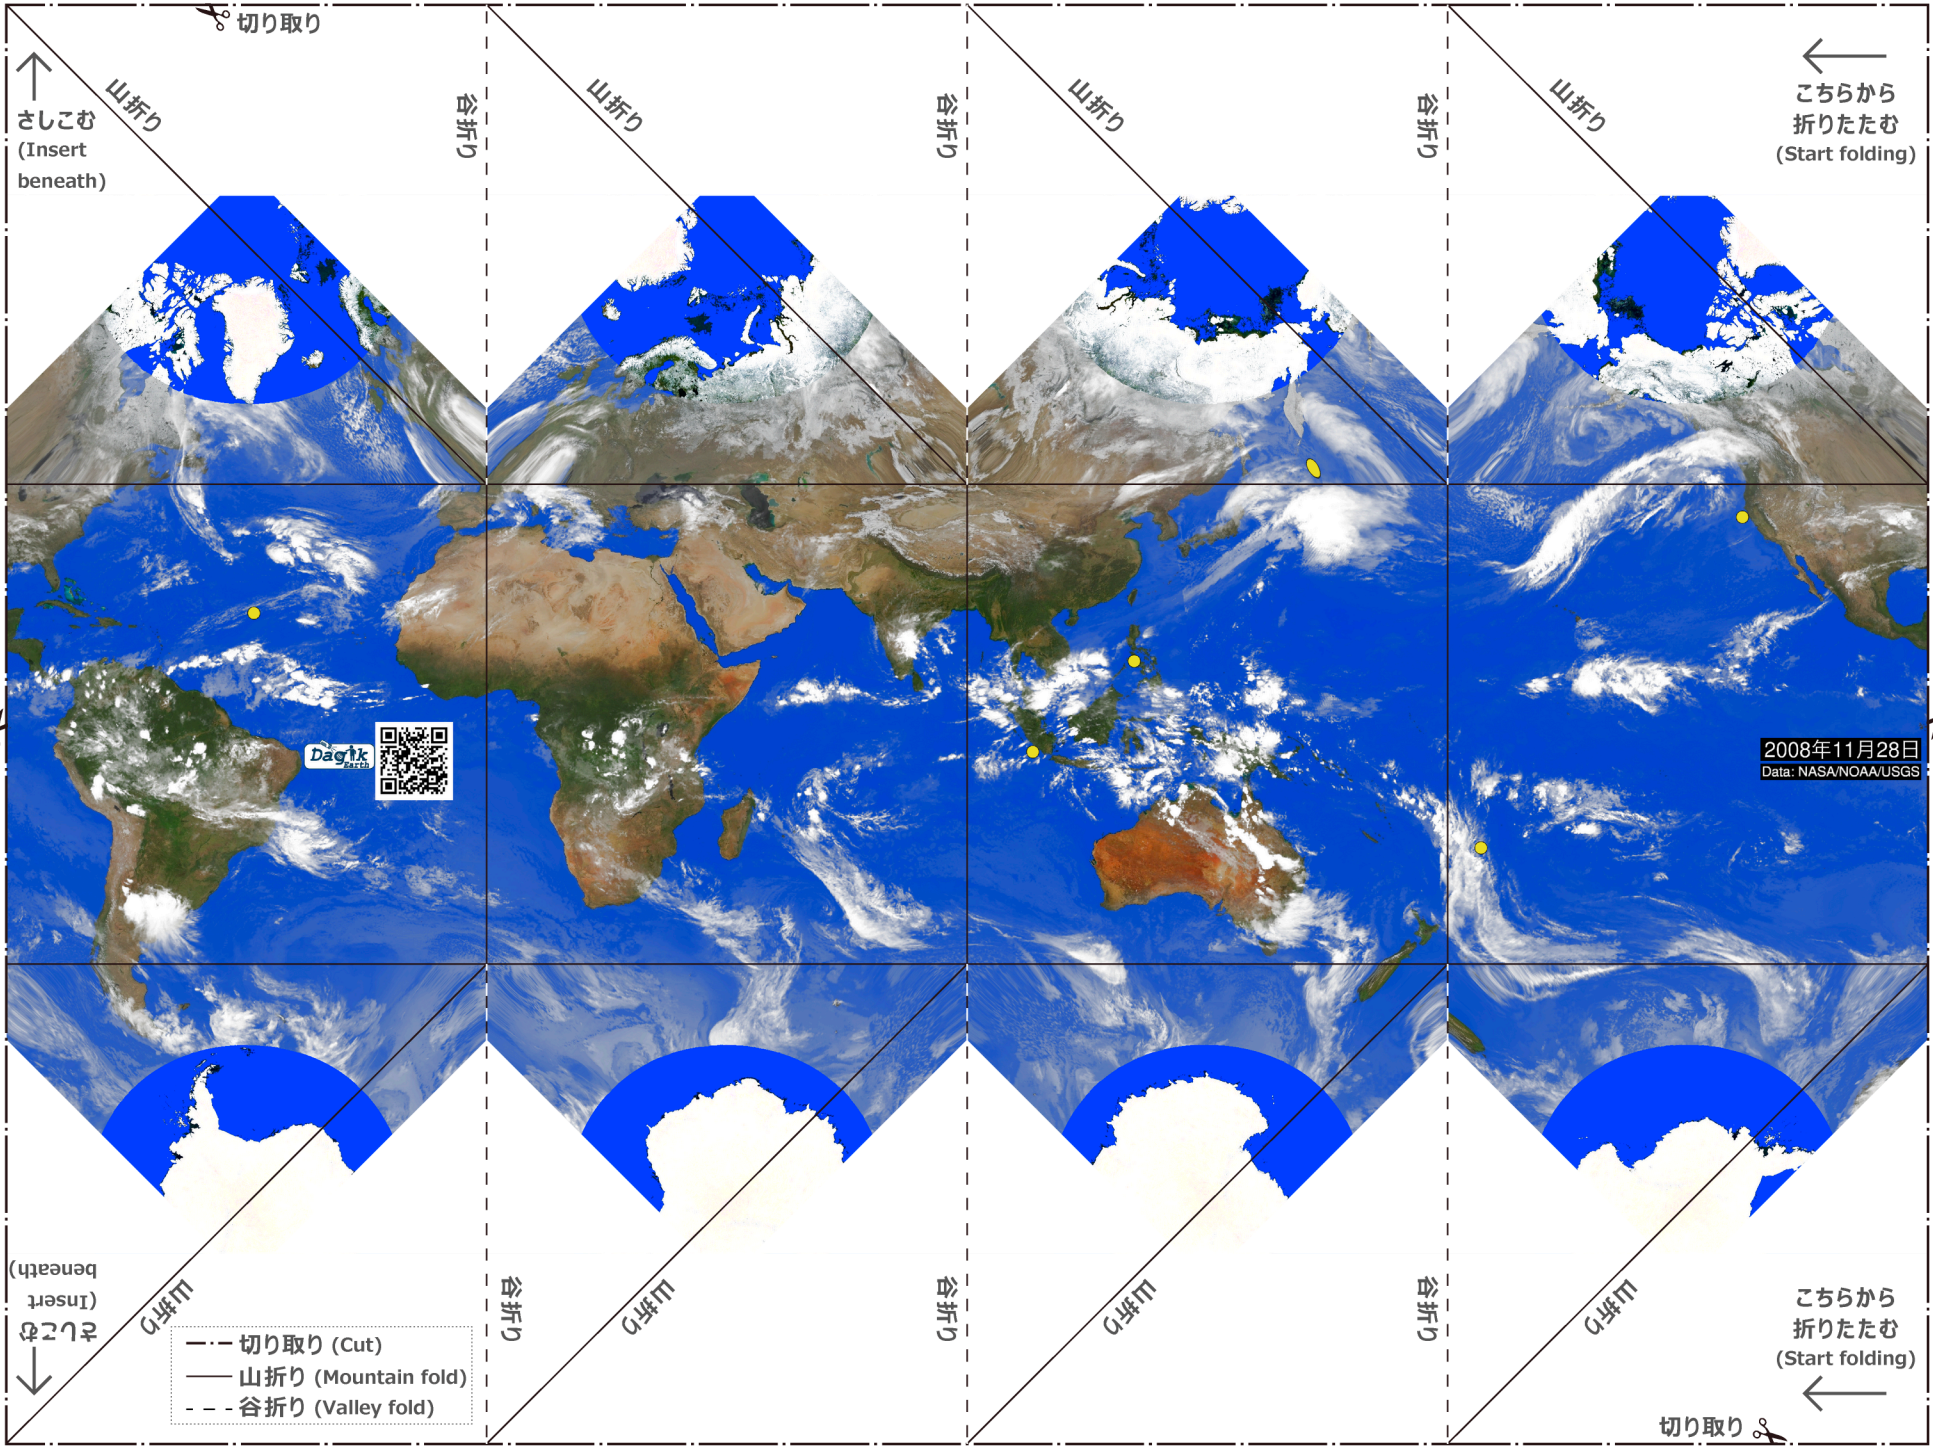 切り取り
山折り
谷折り
山折り
谷折り
山折り
谷折り
山折り
さしこむ
(Insert
beneath)
こちらから
折りたたむ
(Start folding)
Dagik
Earth
2008年11月28日
Data: NASA/NOAA/USGS
さしこむ
(Insert
beneath)
山折り
谷折り
山折り
谷折り
山折り
谷折り
山折り
切り取り (Cut)
山折り (Mountain fold)
谷折り (Valley fold)
こちらから
折りたたむ
(Start folding)
切り取り